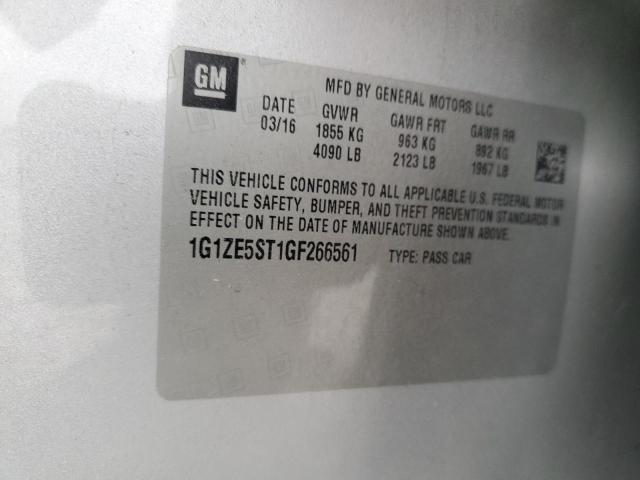 GM
MFD BY GENERAL MOTORS LLC
DATE GVWR GAWR FRT GAWR RR
03/16 1855 KG 963 KG 892 KG
4090 LB 2123 LB 1967 LB
THIS VEHICLE CONFORMS TO ALL APPLICABLE U.S. FEDERAL MOTOR
VEHICLE SAFETY, BUMPER, AND THEFT PREVENTION STANDARDS IN
EFFECT ON THE DATE OF MANUFACTURE SHOWN ABOVE.
1G1ZE5ST1GF266561 TYPE: PASS CAR